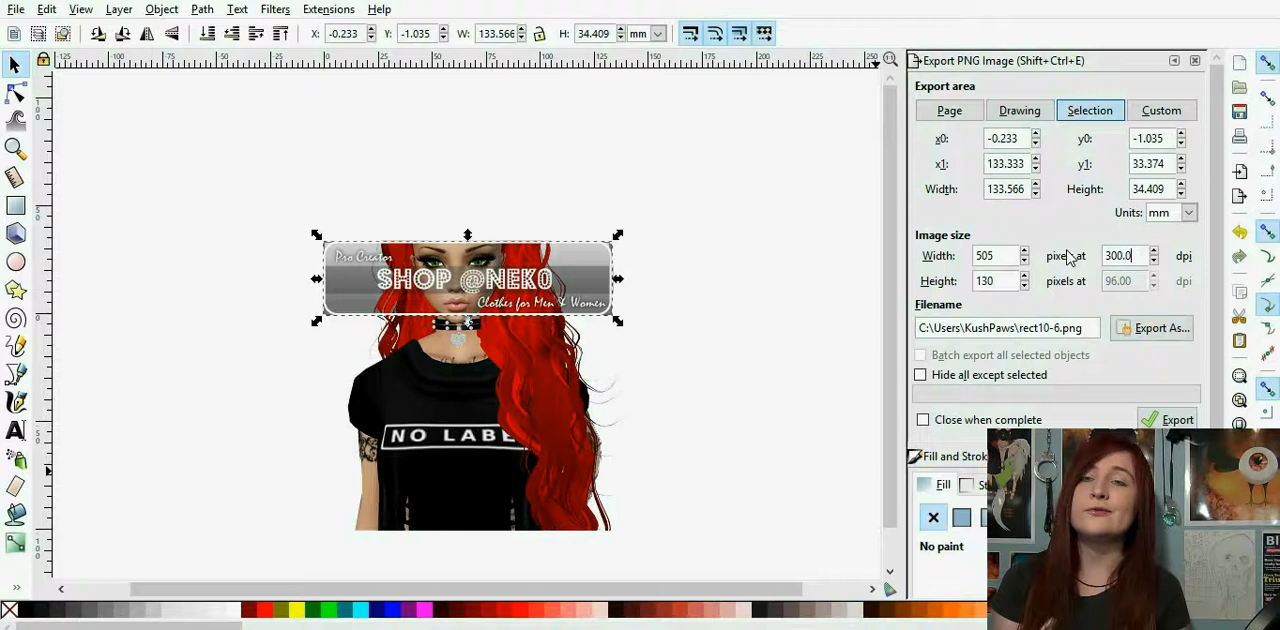 File Edit View Layer Object Path Text Filters Extensions Help
X: -0.233 Y: -1.035 W: 133.566 H: 34.409 mm
Export PNG Image (Shift+Ctrl+E)
Export area
Page Drawing Selection Custom
x0: -0.233 y0: -1.035
x1: 133.333 y1: 33.374
Width: 133.566 Height: 34.409
Units: mm
Image size
Width: 505 pixels at 300.0 dpi
Height: 130 pixels at 96.00 dpi
Filename
C:\Users\KushPaws\rect10-6.png Export As...
Batch export all selected objects
Hide all except selected
Close when complete Export
Fill and Strok
Fill
No paint
Pro Creator
SHOP @NEKO
Clothes for Men & Women
NO LABE